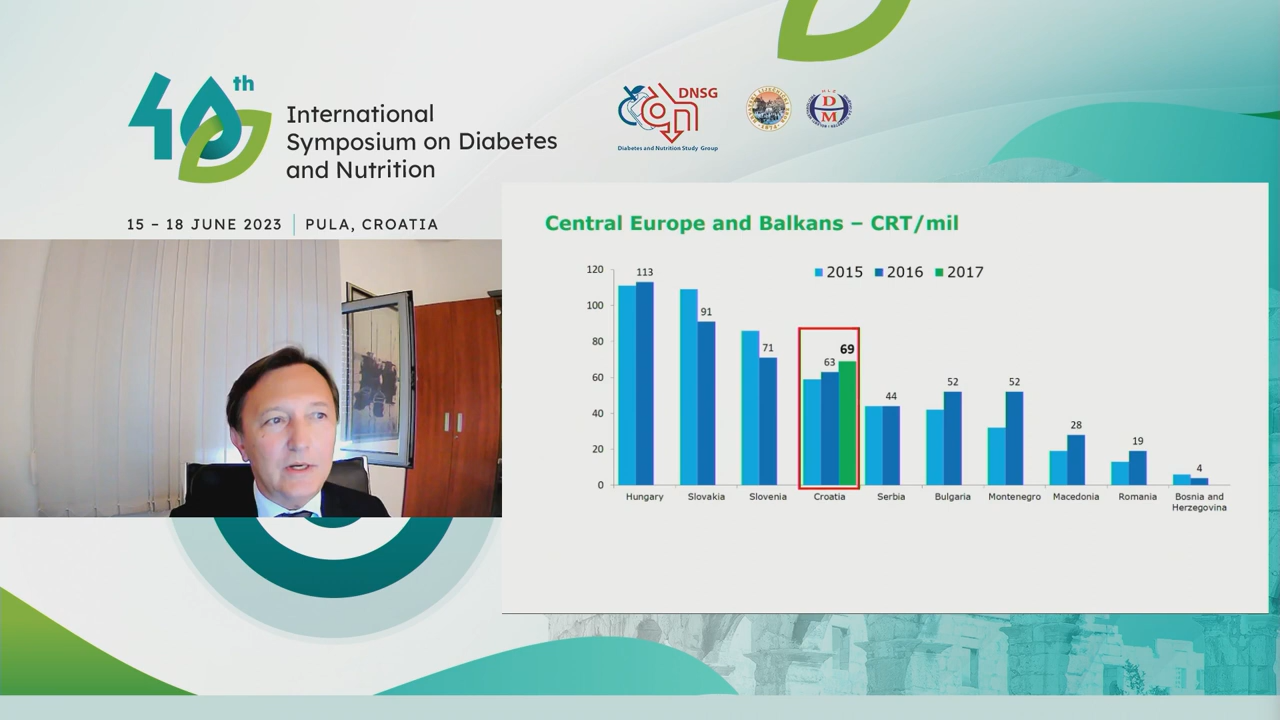 40th
International
Symposium on Diabetes
and Nutrition
15 – 18 JUNE 2023 | PULA, CROATIA
DNSG
Diabetes and Nutrition Study Group
D
M
Central Europe and Balkans – CRT/mil
2015 2016 2017
120
100
80
60
40
20
0
113
91
71
63
69
44
52
52
28
19
4
Hungary
Slovakia
Slovenia
Croatia
Serbia
Bulgaria
Montenegro
Macedonia
Romania
Bosnia and
Herzegovina